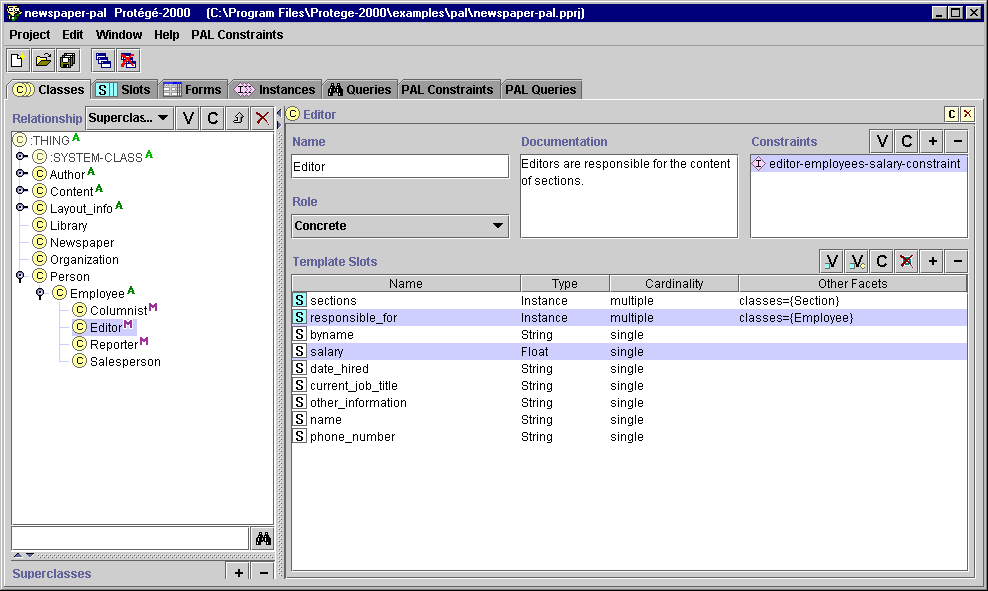 newspaper-pal Protégé-2000 (C:\Program Files\Protege-2000\examples\pal\newspaper-pal.pprj)
Project Edit Window Help PAL Constraints
C Classes S Slots Forms Instances Queries PAL Constraints PAL Queries
Relationship Superclas... V C
C :THING A
C :SYSTEM-CLASS A
C Author A
C Content A
C Layout_info A
C Library
C Newspaper
C Organization
C Person
C Employee A
C Columnist M
C Editor M
C Reporter M
C Salesperson
Superclasses + −
C Editor C ×
Name
Editor
Role
Concrete
Documentation
Editors are responsible for the content
of sections.
Constraints V C + −
I editor-employees-salary-constraint
Template Slots V V C + −
Name Type Cardinality Other Facets
S sections Instance multiple classes={Section}
S responsible_for Instance multiple classes={Employee}
S byname String single
S salary Float single
S date_hired String single
S current_job_title String single
S other_information String single
S name String single
S phone_number String single